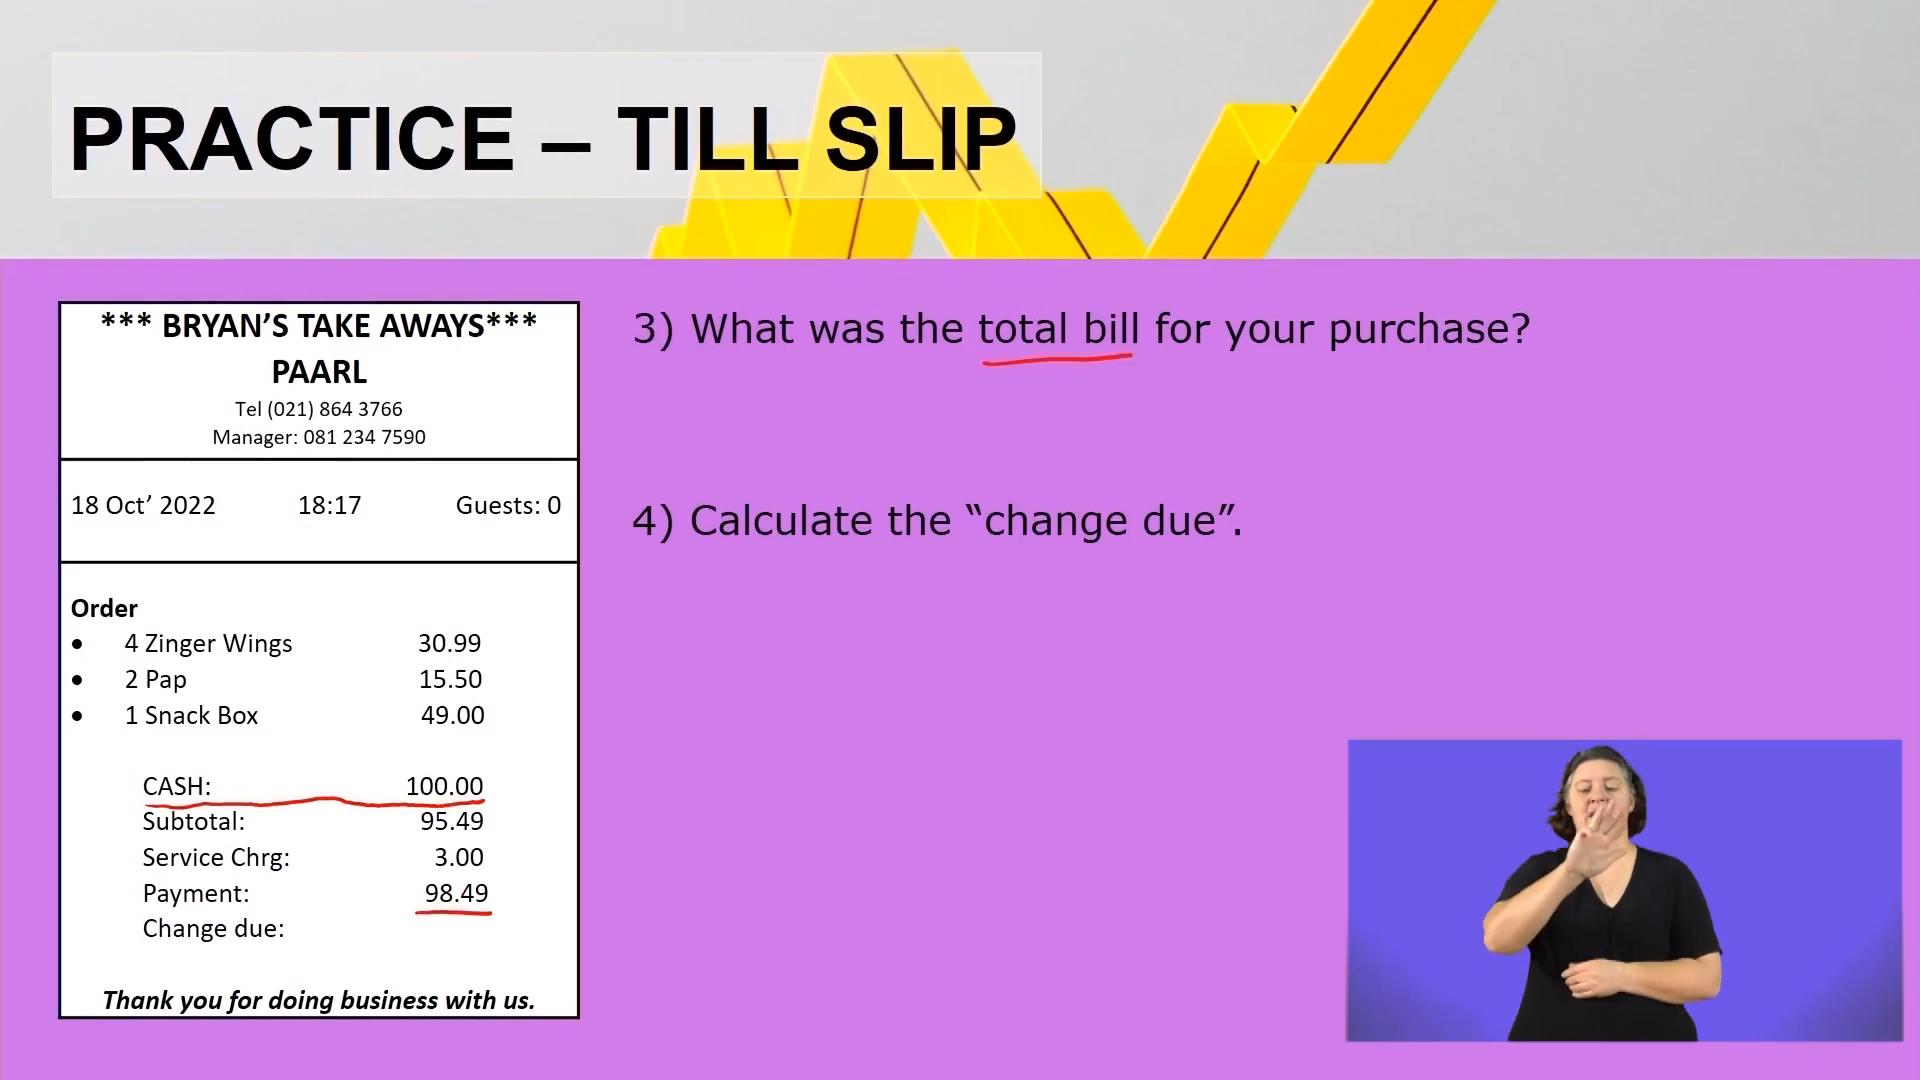 PRACTICE – TILL SLIP
*** BRYAN’S TAKE AWAYS***
PAARL
Tel (021) 864 3766
Manager: 081 234 7590
18 Oct’ 2022 18:17 Guests: 0
Order
• 4 Zinger Wings 30.99
• 2 Pap 15.50
• 1 Snack Box 49.00
CASH: 100.00
Subtotal: 95.49
Service Chrg: 3.00
Payment: 98.49
Change due:
Thank you for doing business with us.
3) What was the total bill for your purchase?
4) Calculate the “change due”.